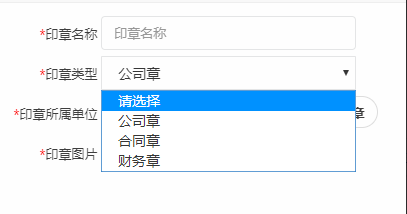 *印章名称 印章名称
*印章类型 公司章
请选择
*印章所属单位 公司章 章
合同章
*印章图片 财务章